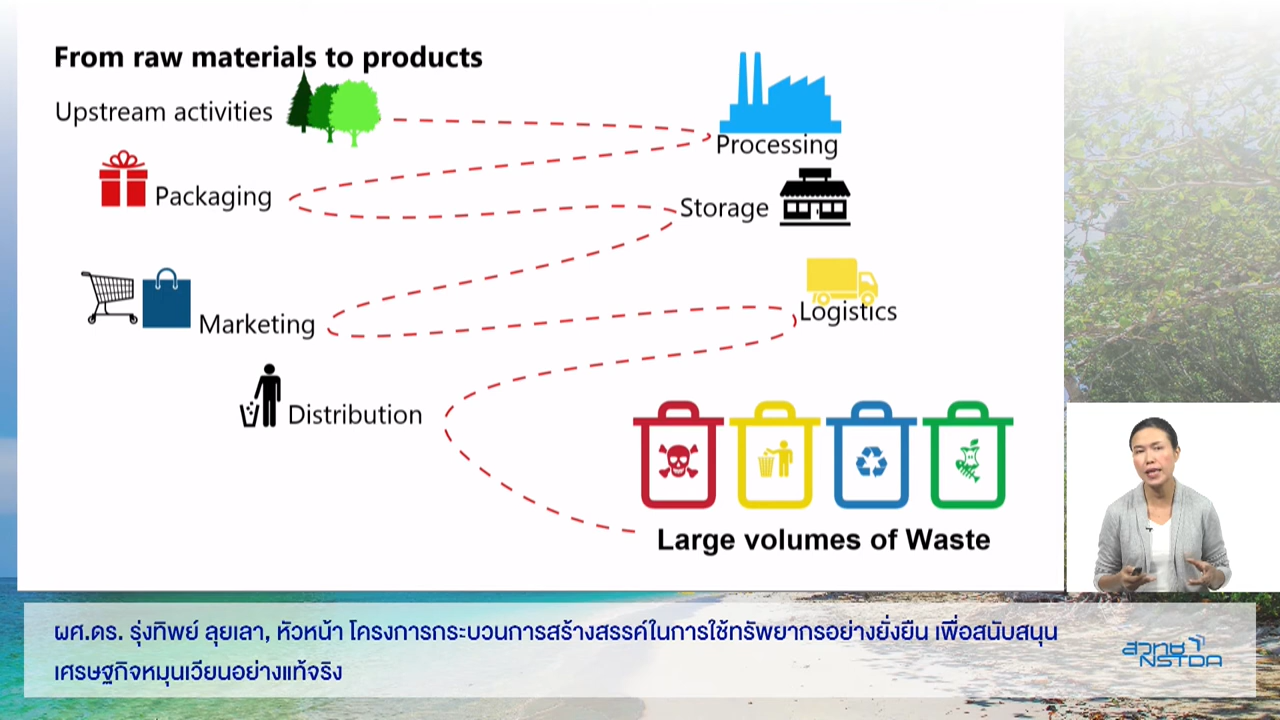 From raw materials to products
Upstream activities
Processing
Packaging
Storage
Marketing
Logistics
Distribution
Large volumes of Waste
ผศ.ดร. รุ่งทิพย์ ลุยเลา, หัวหน้า โครงการกระบวนการสร้างสรรค์ในการใช้ทรัพยากรอย่างยั่งยืน เพื่อสนับสนุน
เศรษฐกิจหมุนเวียนอย่างแท้จริง
สวทช
NSTDA